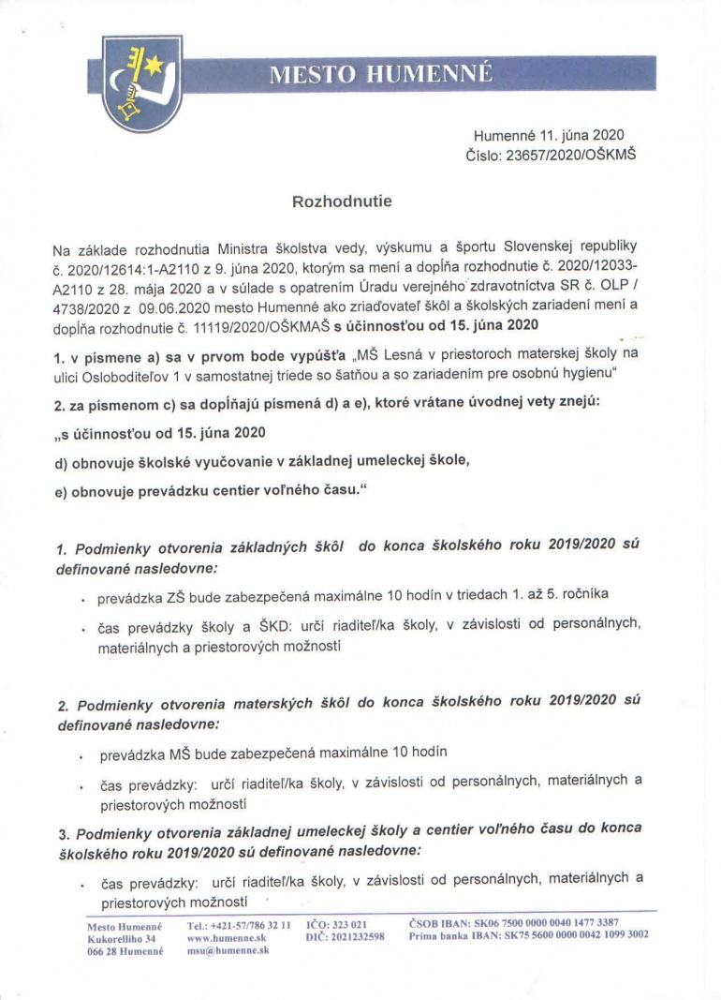 MESTO HUMENNÉ
Humenné 11. júna 2020
Číslo: 23657/2020/OŠKMŠ
Rozhodnutie
Na základe rozhodnutia Ministra školstva vedy, výskumu a športu Slovenskej republiky
č. 2020/12614:1-A2110 z 9. júna 2020, ktorým sa mení a dopĺňa rozhodnutie č. 2020/12033-
A2110 z 28. mája 2020 a v súlade s opatrením Úradu verejného zdravotníctva SR č. OLP /
4738/2020 z 09.06.2020 mesto Humenné ako zriaďovateľ škôl a školských zariadení mení a
dopĺňa rozhodnutie č. 11119/2020/OŠKMAŠ s účinnosťou od 15. júna 2020
1. v písmene a) sa v prvom bode vypúšťa „MŠ Lesná v priestoroch materskej školy na
ulici Osloboditeľov 1 v samostatnej triede so šatňou a so zariadením pre osobnú hygienu“
2. za písmenom c) sa dopĺňajú písmená d) a e), ktoré vrátane úvodnej vety znejú:
„s účinnosťou od 15. júna 2020
d) obnovuje školské vyučovanie v základnej umeleckej škole,
e) obnovuje prevádzku centier voľného času.“
1. Podmienky otvorenia základných škôl do konca školského roku 2019/2020 sú
definované nasledovne:
· prevádzka ZŠ bude zabezpečená maximálne 10 hodín v triedach 1. až 5. ročníka
· čas prevádzky školy a ŠKD: určí riaditeľ/ka školy, v závislosti od personálnych,
materiálnych a priestorových možností
2. Podmienky otvorenia materských škôl do konca školského roku 2019/2020 sú
definované nasledovne:
· prevádzka MŠ bude zabezpečená maximálne 10 hodín
· čas prevádzky: určí riaditeľ/ka školy, v závislosti od personálnych, materiálnych a
priestorových možností
3. Podmienky otvorenia základnej umeleckej školy a centier voľného času do konca
školského roku 2019/2020 sú definované nasledovne:
· čas prevádzky: určí riaditeľ/ka školy, v závislosti od personálnych, materiálnych a
priestorových možností
Mesto Humenné Tel.: +421-57/786 32 11 IČO: 323 021 ČSOB IBAN: SK06 7500 0000 0040 1477 3387
Kukorelliho 34 www.humenne.sk DIČ: 2021232598 Prima banka IBAN: SK75 5600 0000 0042 1099 3002
066 28 Humenné msu@humenne.sk